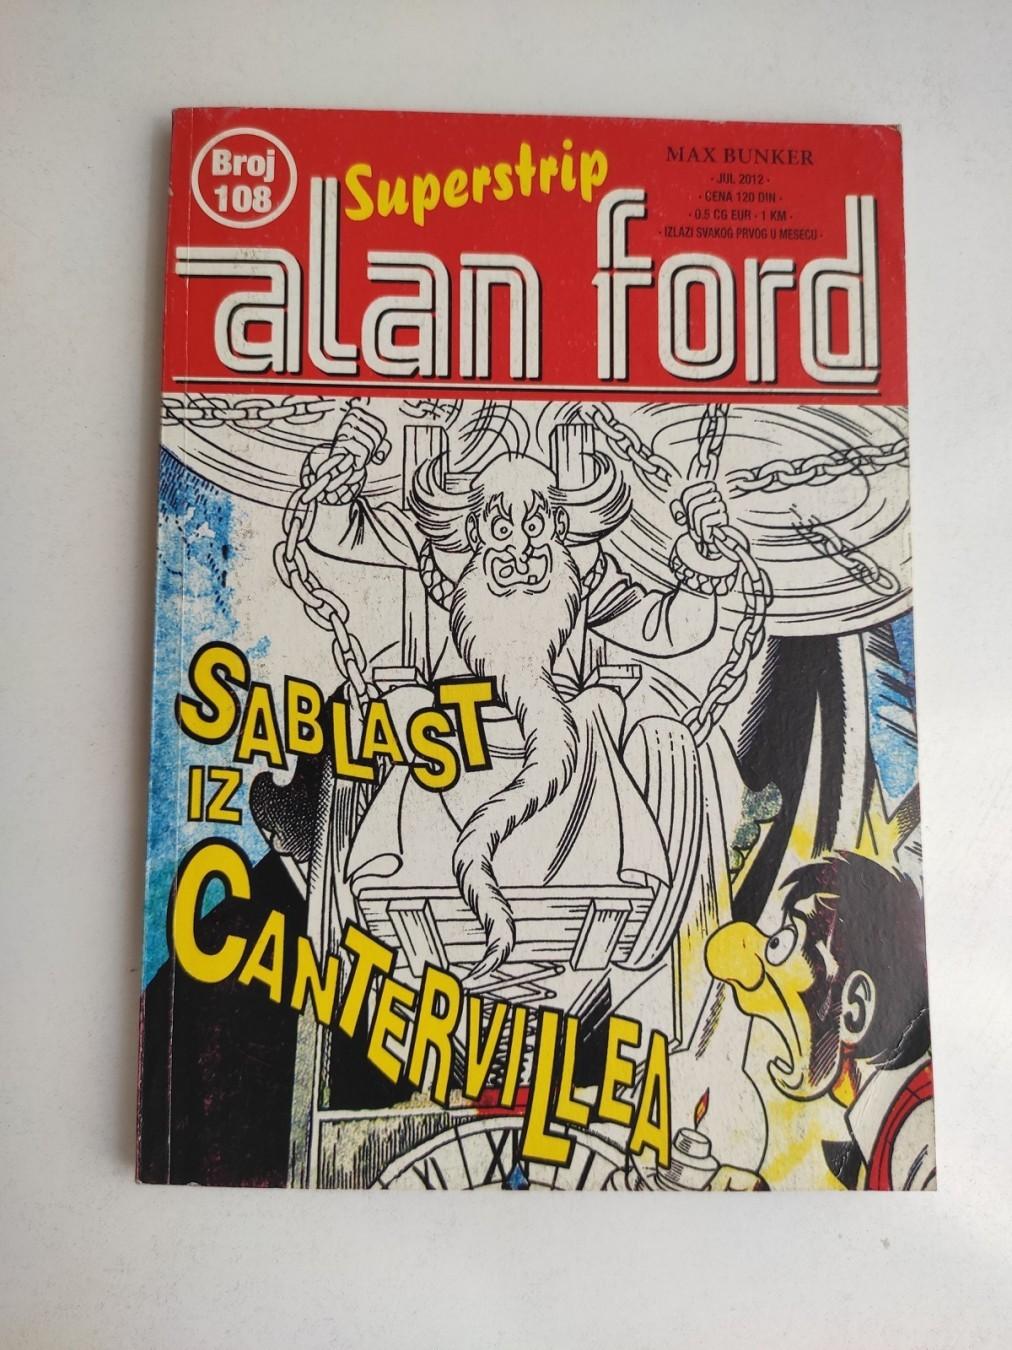 Broj
108
Superstrip
MAX BUNKER
· JUL 2012 ·
· CENA 120 DIN ·
· 0.5 CG EUR · 1 KM ·
· IZLAZI SVAKOG PRVOG U MESECU ·
alan ford
SABLAST
IZ
CANTERVILLEA
XII